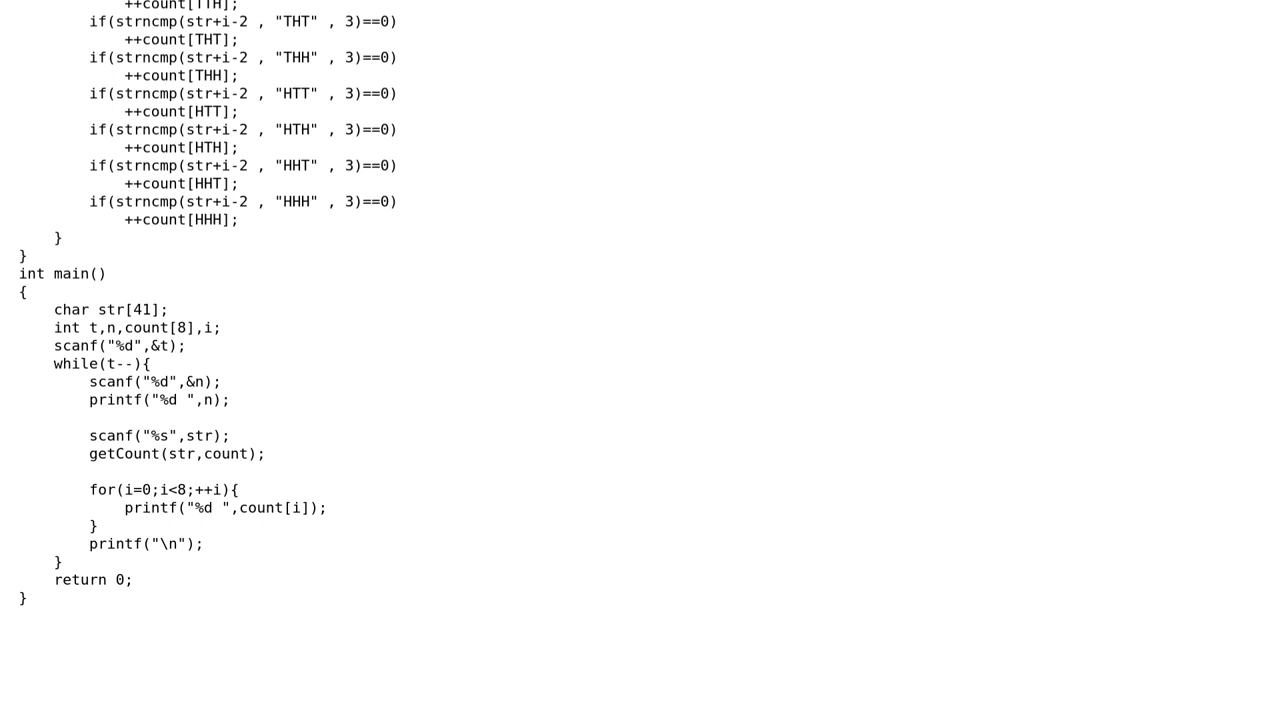 ++count[TTH];
if(strncmp(str+i-2 , "THT" , 3)==0)
++count[THT];
if(strncmp(str+i-2 , "THH" , 3)==0)
++count[THH];
if(strncmp(str+i-2 , "HTT" , 3)==0)
++count[HTT];
if(strncmp(str+i-2 , "HTH" , 3)==0)
++count[HTH];
if(strncmp(str+i-2 , "HHT" , 3)==0)
++count[HHT];
if(strncmp(str+i-2 , "HHH" , 3)==0)
++count[HHH];
}
}
int main()
{
char str[41];
int t,n,count[8],i;
scanf("%d",&t);
while(t--){
scanf("%d",&n);
printf("%d ",n);
scanf("%s",str);
getCount(str,count);
for(i=0;i<8;++i){
printf("%d ",count[i]);
}
printf("\n");
}
return 0;
}